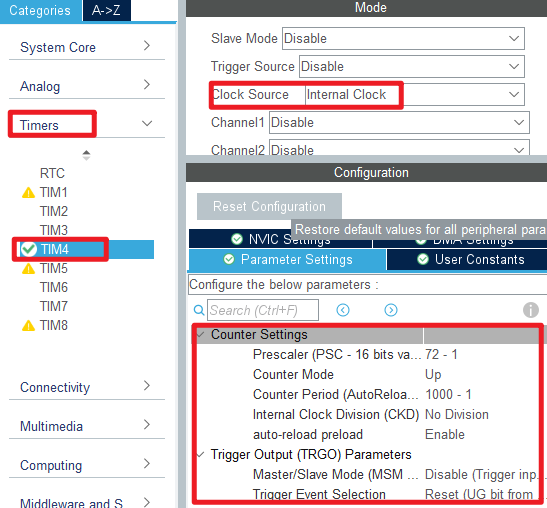 Categories
A->Z
System Core
Analog
Timers
RTC
TIM1
TIM2
TIM3
TIM4
TIM5
TIM6
TIM7
TIM8
Connectivity
Multimedia
Computing
Middleware and S
Mode
Slave Mode Disable
Trigger Source Disable
Clock Source Internal Clock
Channel1 Disable
Channel2 Disable
Configuration
Reset Configuration
Restore default values for all peripheral para
NVIC Settings
DMA Settings
Parameter Settings
User Constants
Configure the below parameters :
Search (Ctrl+F)
Counter Settings
Prescaler (PSC - 16 bits va... 72 - 1
Counter Mode Up
Counter Period (AutoReloa... 1000 - 1
Internal Clock Division (CKD) No Division
auto-reload preload Enable
Trigger Output (TRGO) Parameters
Master/Slave Mode (MSM ... Disable (Trigger inp...
Trigger Event Selection Reset (UG bit from ...